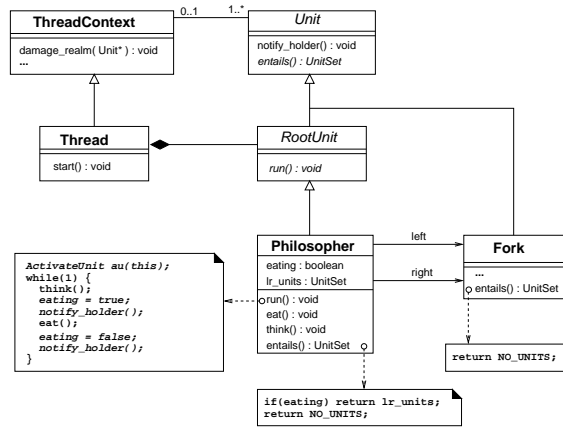 ThreadContext
damage_realm( Unit* ) : void
...
0..1
1..*
Unit
notify_holder() : void
entails() : UnitSet
Thread
start() : void
RootUnit
run() : void
Philosopher
eating : boolean
lr_units : UnitSet
run() : void
eat() : void
think() : void
entails() : UnitSet
left
right
Fork
...
entails() : UnitSet
ActivateUnit au(this);
while(1) {
think();
eating = true;
notify_holder();
eat();
eating = false;
notify_holder();
}
return NO_UNITS;
if(eating) return lr_units;
return NO_UNITS;